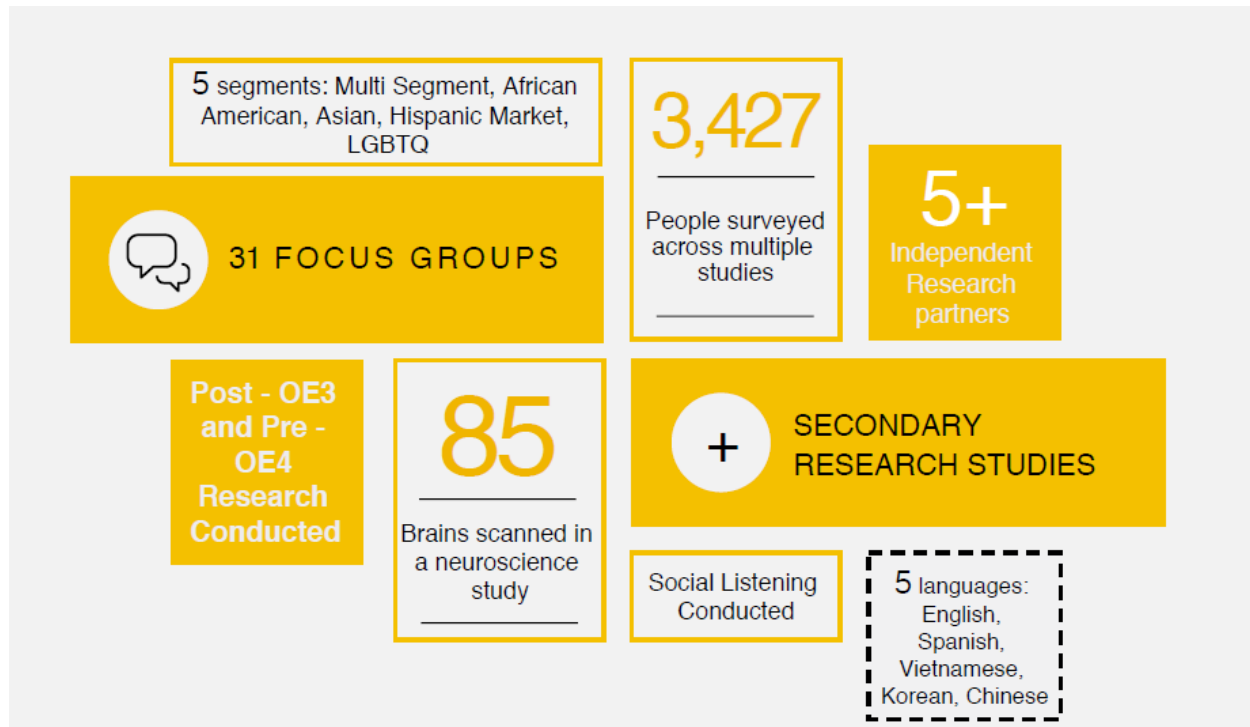 5 segments: Multi Segment, African
American, Asian, Hispanic Market,
LGBTQ
3,427
People surveyed
across multiple
studies
5+
Independent
Research
partners
31 FOCUS GROUPS
Post - OE3
and Pre -
OE4
Research
Conducted
85
Brains scanned in
a neuroscience
study
+
SECONDARY
RESEARCH STUDIES
Social Listening
Conducted
5 languages:
English,
Spanish,
Vietnamese,
Korean, Chinese